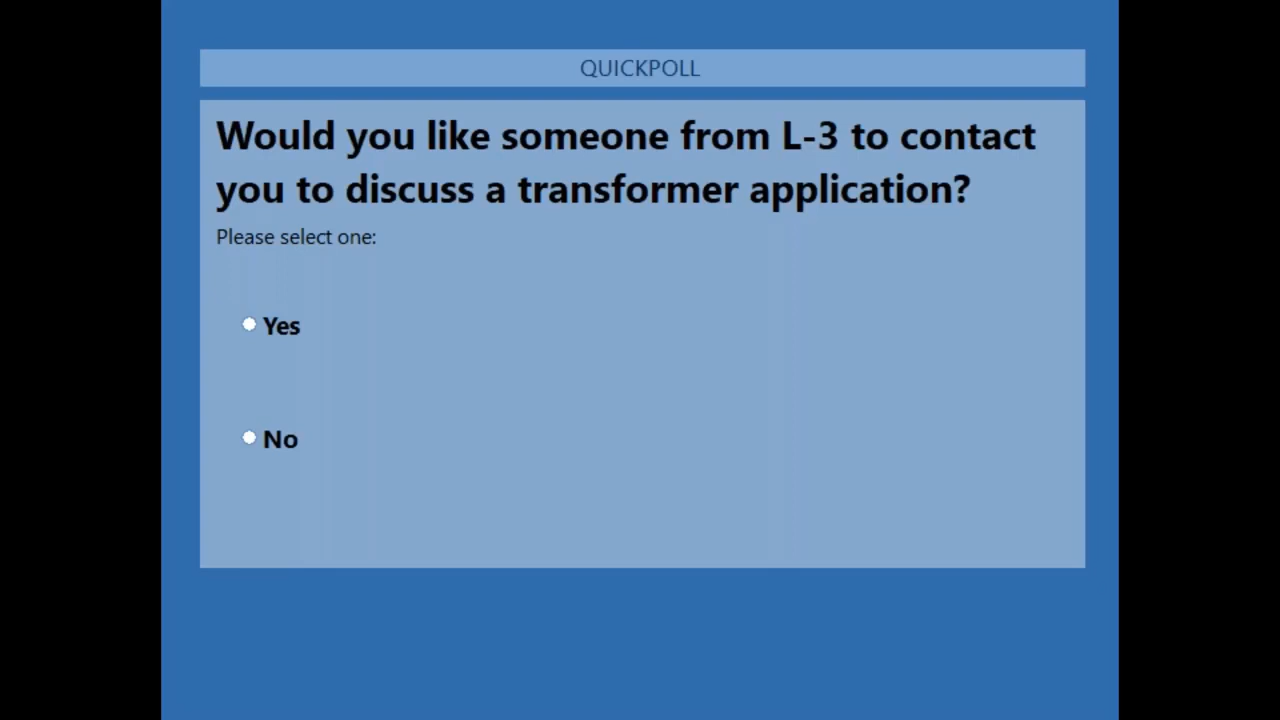 QUICKPOLL
Would you like someone from L-3 to contact
you to discuss a transformer application?
Please select one:
Yes
No